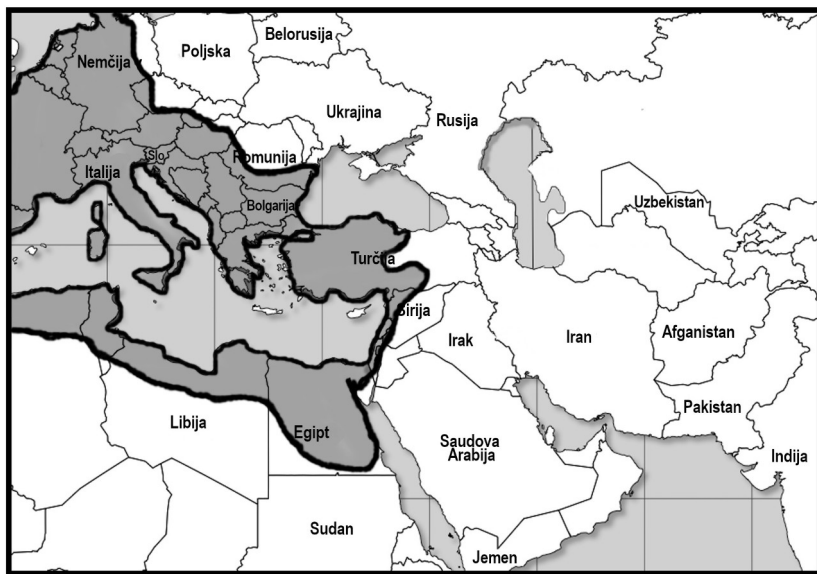 Belorusija
Poljska
Nemčija
Ukrajina
Rusija
Slo
Romunija
Italija
Uzbekistan
Bolgarija
Turčija
Sirija
Irak
Iran
Afganistan
Pakistan
Libija
Egipt
Saudova
Arabija
Indija
Sudan
Jemen